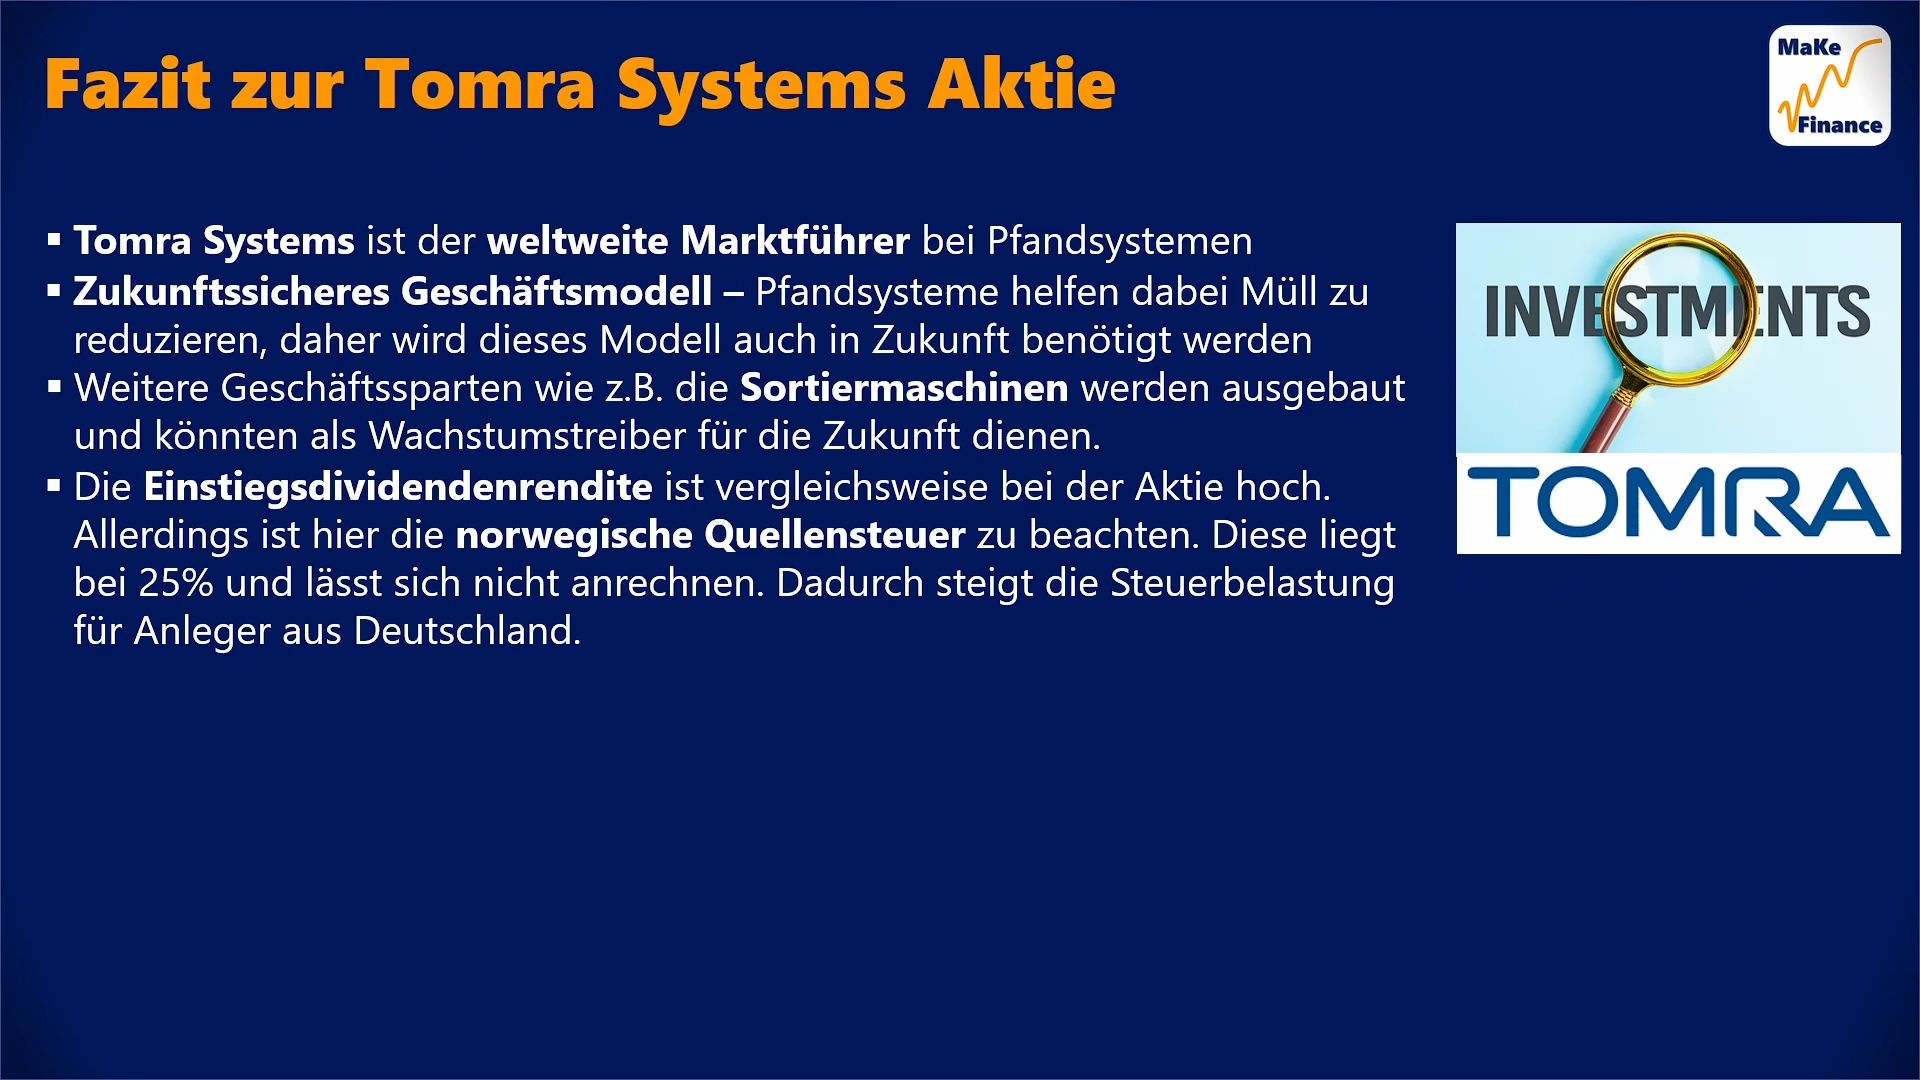 Fazit zur Tomra Systems Aktie
MaKe
Finance
▪ Tomra Systems ist der weltweite Marktführer bei Pfandsystemen
▪ Zukunftssicheres Geschäftsmodell – Pfandsysteme helfen dabei Müll zu
reduzieren, daher wird dieses Modell auch in Zukunft benötigt werden
▪ Weitere Geschäftssparten wie z.B. die Sortiermaschinen werden ausgebaut
und könnten als Wachstumstreiber für die Zukunft dienen.
▪ Die Einstiegsdividendenrendite ist vergleichsweise bei der Aktie hoch.
Allerdings ist hier die norwegische Quellensteuer zu beachten. Diese liegt
bei 25% und lässt sich nicht anrechnen. Dadurch steigt die Steuerbelastung
für Anleger aus Deutschland.
INVESTMENTS
TOMRA